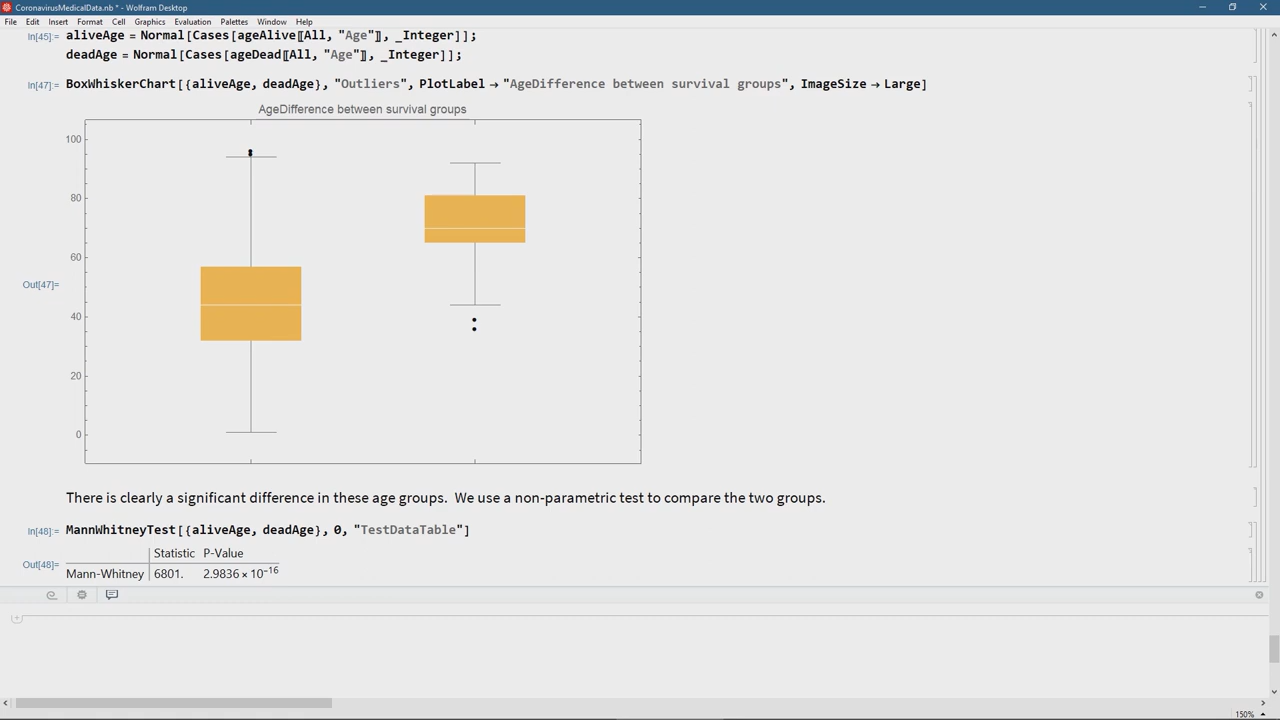 CoronavirusMedicalData.nb * - Wolfram Desktop
File Edit Insert Format Cell Graphics Evaluation Palettes Window Help
In[45]:= aliveAge = Normal[Cases[ageAlive〚All, "Age"〛, _Integer]];
deadAge = Normal[Cases[ageDead〚All, "Age"〛, _Integer]];
In[47]:= BoxWhiskerChart[{aliveAge, deadAge}, "Outliers", PlotLabel → "AgeDifference between survival groups", ImageSize → Large]
AgeDifference between survival groups
100
80
60
Out[47]=
40
20
0
There is clearly a significant difference in these age groups. We use a non-parametric test to compare the two groups.
In[48]:= MannWhitneyTest[{aliveAge, deadAge}, 0, "TestDataTable"]
Statistic P-Value
Out[48]=
Mann-Whitney 6801. 2.9836 × 10⁻¹⁶
150%